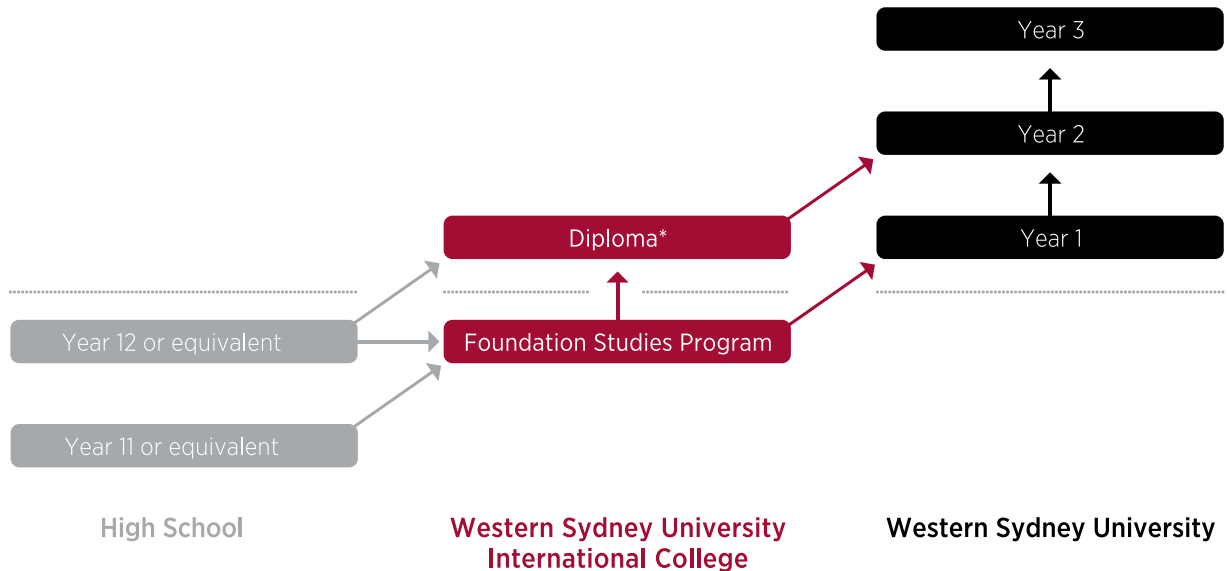 Year 3
Year 2
Diploma*
Year 1
Year 12 or equivalent
Foundation Studies Program
Year 11 or equivalent
High School
Western Sydney University
International College
Western Sydney University